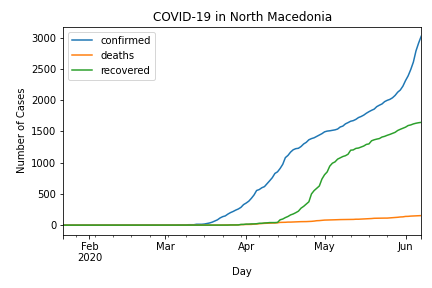 COVID-19 in North Macedonia
confirmed
deaths
recovered
Number of Cases
3000
2500
2000
1500
1000
500
0
Feb Mar Apr May Jun
2020
Day